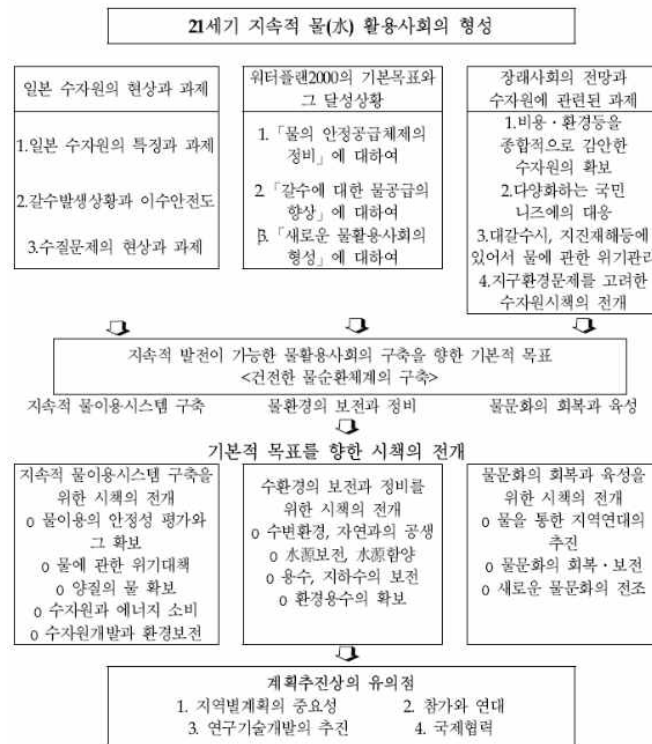 21세기 지속적 물(水) 활용사회의 형성
일본 수자원의 현상과 과제
1.일본 수자원의 특징과 과제
2.갈수발생상황과 이수안전도
3.수질문제의 현상과 과제
워터플랜2000의 기본목표와
그 달성상황
1.「물의 안정공급체제의
정비」에 대하여
2.「갈수에 대한 물공급의
향상」에 대하여
3.「새로운 물활용사회의
형성」에 대하여
장래사회의 전망과
수자원에 관련된 과제
1.비용·환경등을
종합적으로 감안한
수자원의 확보
2.다양화하는 국민
니즈에의 대응
3.대갈수시, 지진재해등에
있어서 물에 관한 위기관리
4.지구환경문제를 고려한
수자원시책의 전개
지속적 발전이 가능한 물활용사회의 구축을 향한 기본적 목표
<건전한 물순환체계의 구축>
지속적 물이용시스템 구축 물환경의 보전과 정비 물문화의 회복과 육성
기본적 목표를 향한 시책의 전개
지속적 물이용시스템 구축을
위한 시책의 전개
o 물이용의 안정성 평가와
그 확보
o 물에 관한 위기대책
o 양질의 물 확보
o 수자원과 에너지 소비
o 수자원개발과 환경보전
수환경의 보전과 정비를
위한 시책의 전개
o 수변환경, 자연과의 공생
o 水源보전, 水源함양
o 용수, 지하수의 보전
o 환경용수의 확보
물문화의 회복과 육성을
위한 시책의 전개
o 물을 통한 지역연대의
추진
o 물문화의 회복·보전
o 새로운 물문화의 전조
계획추진상의 유의점
1. 지역별계획의 중요성 2. 참가와 연대
3. 연구기술개발의 추진 4. 국제협력